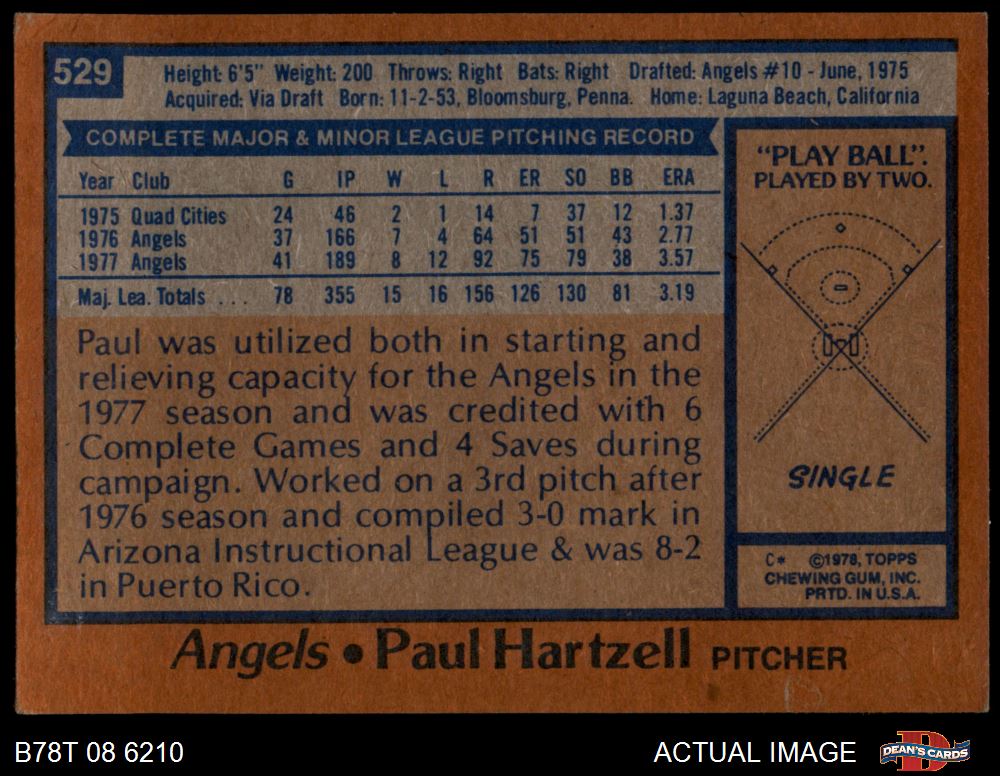 529
Height: 6'5" Weight: 200 Throws: Right Bats: Right Drafted: Angels #10 - June, 1975
Acquired: Via Draft Born: 11-2-53, Bloomsburg, Penna. Home: Laguna Beach, California
COMPLETE MAJOR & MINOR LEAGUE PITCHING RECORD
Year Club G IP W L R ER SO BB ERA
1975 Quad Cities 24 46 2 1 14 7 37 12 1.37
1976 Angels 37 166 7 4 64 51 51 43 2.77
1977 Angels 41 189 8 12 92 75 79 38 3.57
Maj. Lea. Totals ... 78 355 15 16 156 126 130 81 3.19
Paul was utilized both in starting and
relieving capacity for the Angels in the
1977 season and was credited with 6
Complete Games and 4 Saves during
campaign. Worked on a 3rd pitch after
1976 season and compiled 3-0 mark in
Arizona Instructional League & was 8-2
in Puerto Rico.
"PLAY BALL".
PLAYED BY TWO.
SINGLE
C* ©1978, TOPPS
CHEWING GUM, INC.
PRTD. IN U.S.A.
Angels • Paul Hartzell PITCHER
B78T 08 6210
ACTUAL IMAGE
DEAN'S CARDS